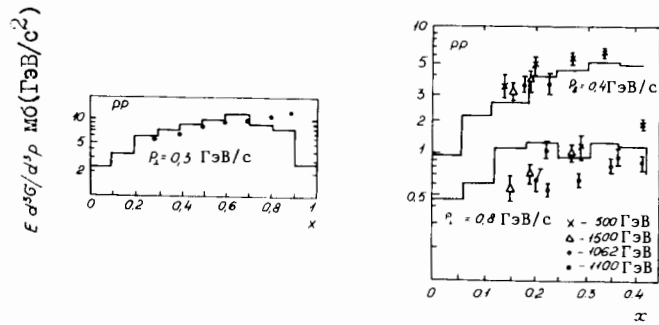 E d³σ/d³p мб(ГэВ/с²)
pp
10
5
2
P⊥ = 0,3 ГэВ/с
0 0,2 0,4 0,6 0,8 1
x
10
5
3
2
1
0.5
pp
P⊥ = 0,4 ГэВ/с
P⊥ = 0,8 ГэВ/с
× - 500 ГэВ
△ - 1500 ГэВ
• - 1062 ГэВ
• - 1100 ГэВ
0 0.1 0.2 0.3 0.4
x